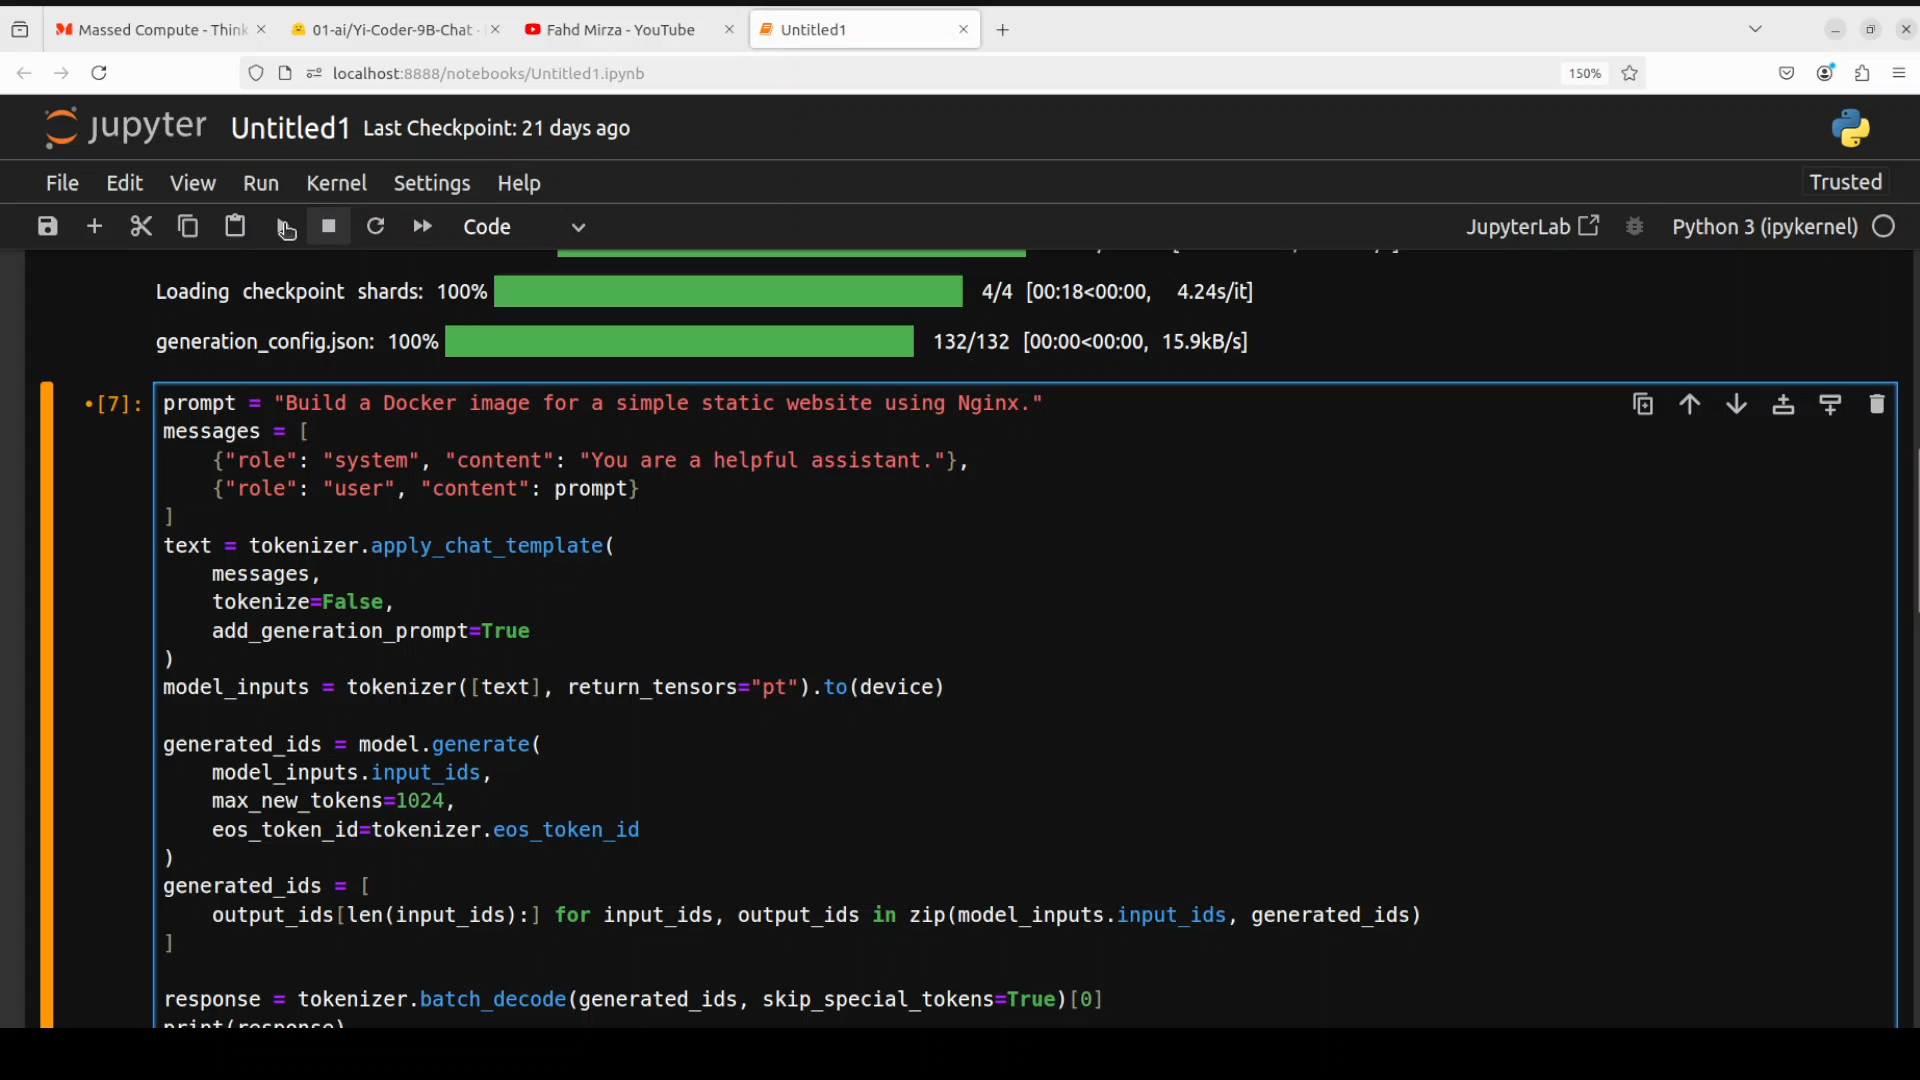 Massed Compute - Think
01-ai/Yi-Coder-9B-Chat -
Fahd Mirza - YouTube
Untitled1
localhost:8888/notebooks/Untitled1.ipynb
150%
jupyter
Untitled1
Last Checkpoint: 21 days ago
File Edit View Run Kernel Settings Help
Trusted
Code
JupyterLab
Python 3 (ipykernel)
Loading checkpoint shards: 100% 4/4 [00:18<00:00, 4.24s/it]
generation_config.json: 100% 132/132 [00:00<00:00, 15.9kB/s]
•[7]: prompt = "Build a Docker image for a simple static website using Nginx."
messages = [
    {"role": "system", "content": "You are a helpful assistant."},
    {"role": "user", "content": prompt}
]
text = tokenizer.apply_chat_template(
    messages,
    tokenize=False,
    add_generation_prompt=True
)
model_inputs = tokenizer([text], return_tensors="pt").to(device)
generated_ids = model.generate(
    model_inputs.input_ids,
    max_new_tokens=1024,
    eos_token_id=tokenizer.eos_token_id
)
generated_ids = [
    output_ids[len(input_ids):] for input_ids, output_ids in zip(model_inputs.input_ids, generated_ids)
]
response = tokenizer.batch_decode(generated_ids, skip_special_tokens=True)[0]
print(response)